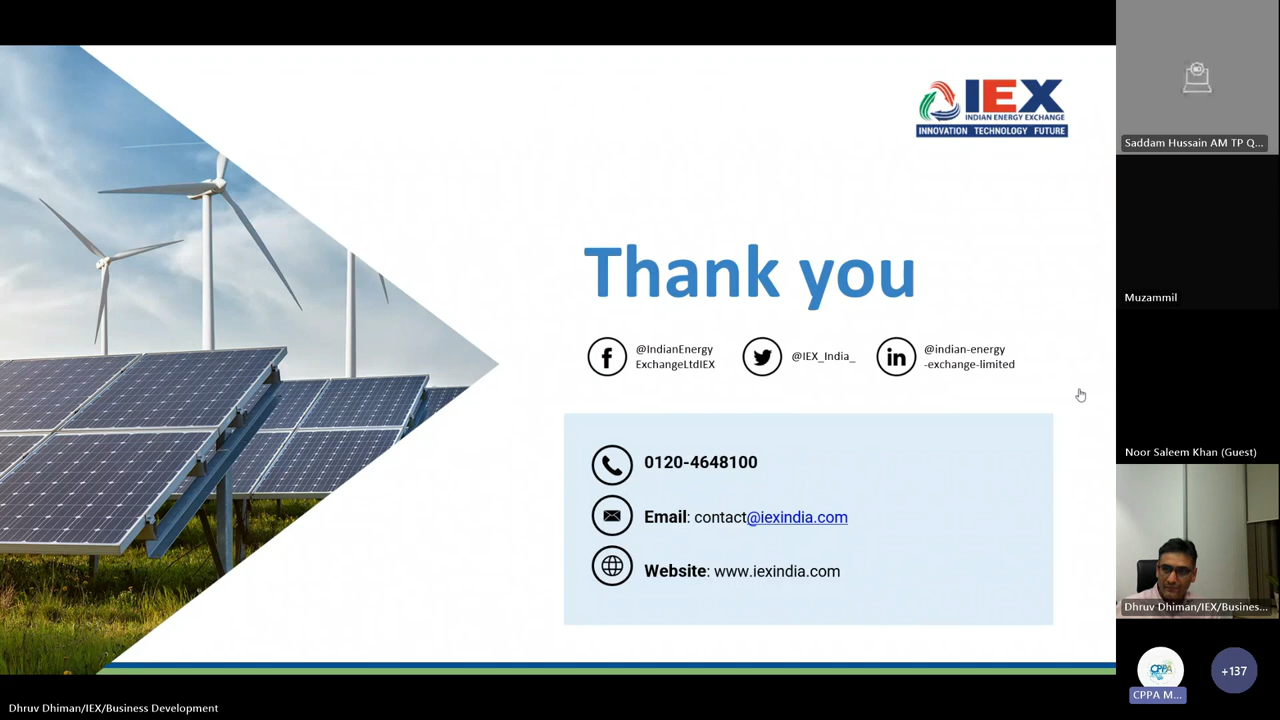 IEX
INDIAN ENERGY EXCHANGE
INNOVATION TECHNOLOGY FUTURE
Thank you
@IndianEnergy
ExchangeLtdIEX
@IEX_India_
@indian-energy
-exchange-limited
0120-4648100
Email: contact@iexindia.com
Website: www.iexindia.com
Dhruv Dhiman/IEX/Business Development
Saddam Hussain AM TP Q...
Muzammil
Noor Saleem Khan (Guest)
Dhruv Dhiman/IEX/Busines...
CPPA
CPPA M...
+137